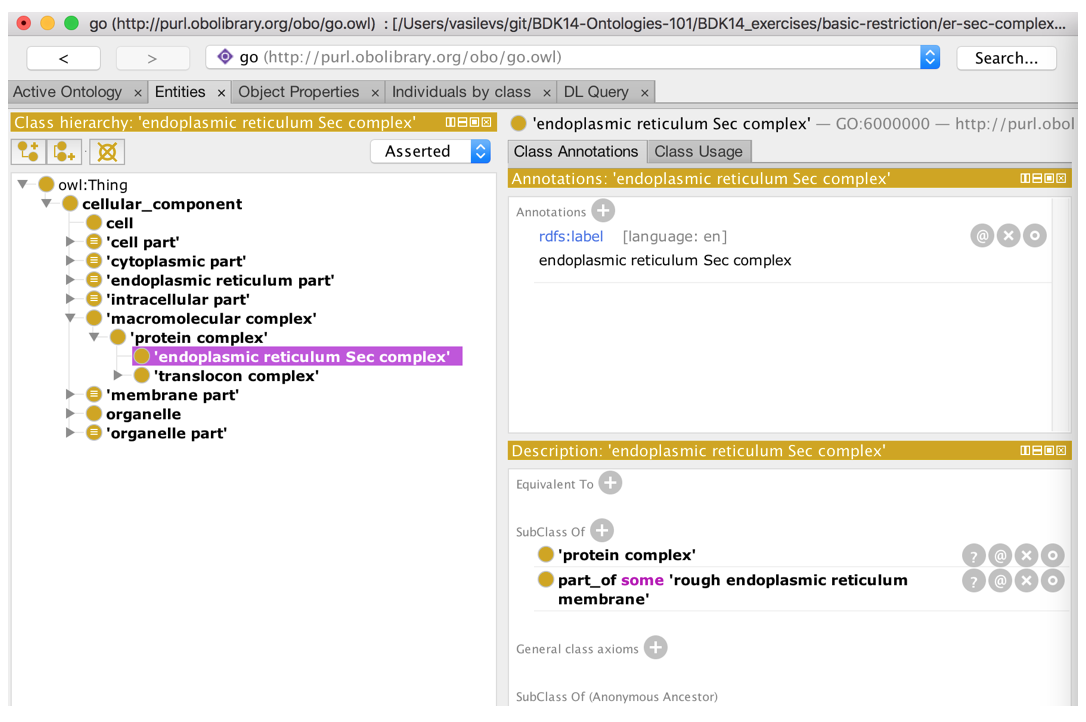 go (http://purl.obolibrary.org/obo/go.owl) : [/Users/vasilevs/git/BDK14-Ontologies-101/BDK14_exercises/basic-restriction/er-sec-complex...
< > go (http://purl.obolibrary.org/obo/go.owl) Search...
Active Ontology × Entities × Object Properties × Individuals by class × DL Query ×
Class hierarchy: 'endoplasmic reticulum Sec complex'
Asserted
owl:Thing
cellular_component
cell
'cell part'
'cytoplasmic part'
'endoplasmic reticulum part'
'intracellular part'
'macromolecular complex'
'protein complex'
'endoplasmic reticulum Sec complex'
'translocon complex'
'membrane part'
organelle
'organelle part'
'endoplasmic reticulum Sec complex' — GO:6000000 — http://purl.obol
Class Annotations Class Usage
Annotations: 'endoplasmic reticulum Sec complex'
Annotations
rdfs:label [language: en]
endoplasmic reticulum Sec complex
Description: 'endoplasmic reticulum Sec complex'
Equivalent To
SubClass Of
'protein complex'
part_of some 'rough endoplasmic reticulum
membrane'
General class axioms
SubClass Of (Anonymous Ancestor)